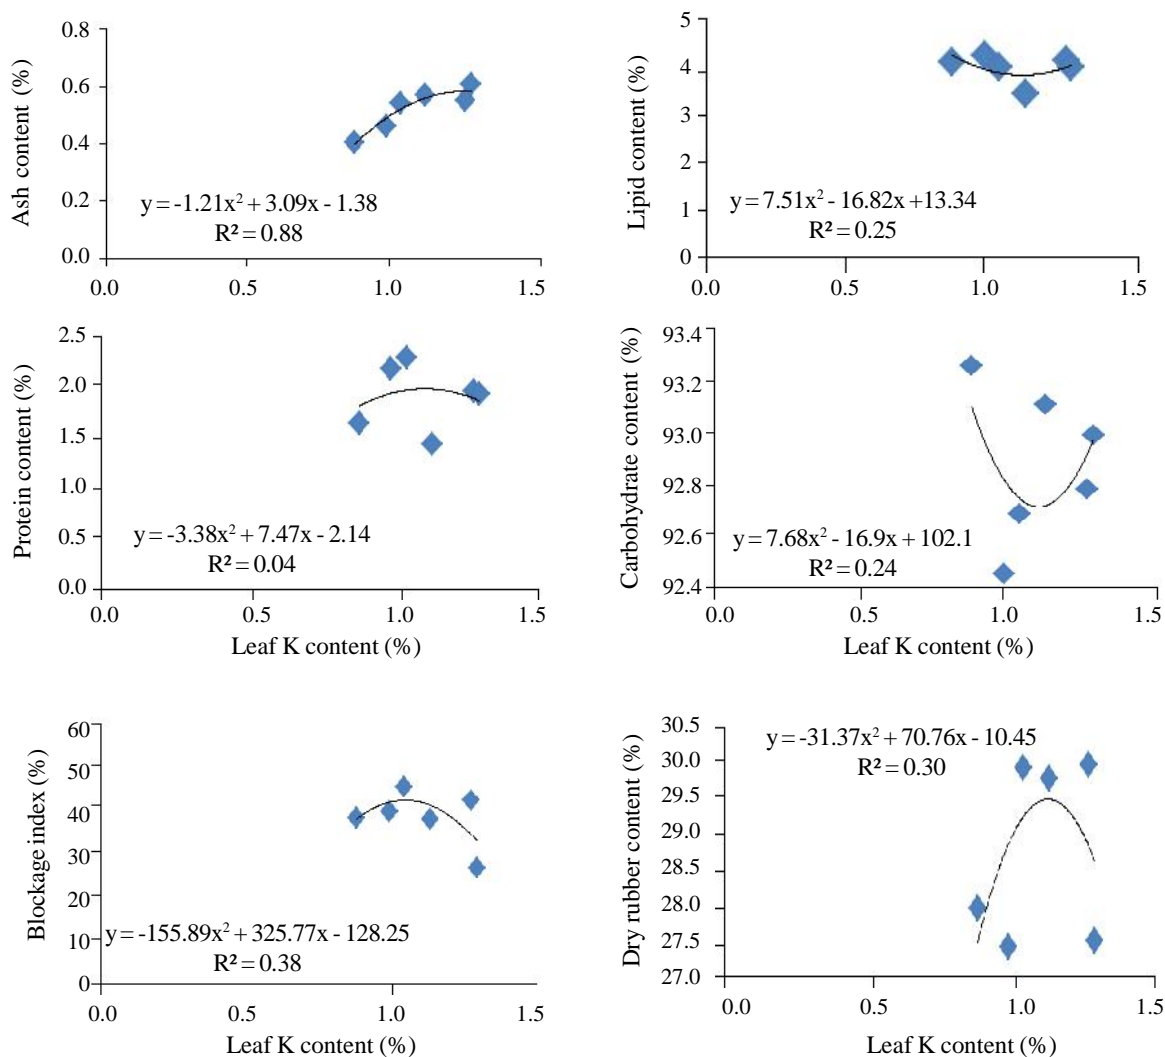 Ash content (%)
0.8
0.6
0.4
0.2
0.0
y = -1.21x² + 3.09x - 1.38
R² = 0.88
0.0 0.5 1.0 1.5
Lipid content (%)
5
4
3
2
1
0
y = 7.51x² - 16.82x +13.34
R² = 0.25
0.0 0.5 1.0 1.5
Protein content (%)
2.5
2.0
1.5
1.0
0.5
0.0
y = -3.38x² + 7.47x - 2.14
R² = 0.04
0.0 0.5 1.0 1.5
Leaf K content (%)
Carbohydrate content (%)
93.4
93.2
93.0
92.8
92.6
92.4
y = 7.68x² - 16.9x + 102.1
R² = 0.24
0.0 0.5 1.0 1.5
Leaf K content (%)
Blockage index (%)
60
50
40
30
20
10
0
y = -155.89x² + 325.77x - 128.25
R² = 0.38
0.0 0.5 1.0 1.5
Leaf K content (%)
Dry rubber content (%)
30.5
30.0
29.5
29.0
28.5
28.0
27.5
27.0
y = -31.37x² + 70.76x - 10.45
R² = 0.30
0.0 0.5 1.0 1.5
Leaf K content (%)